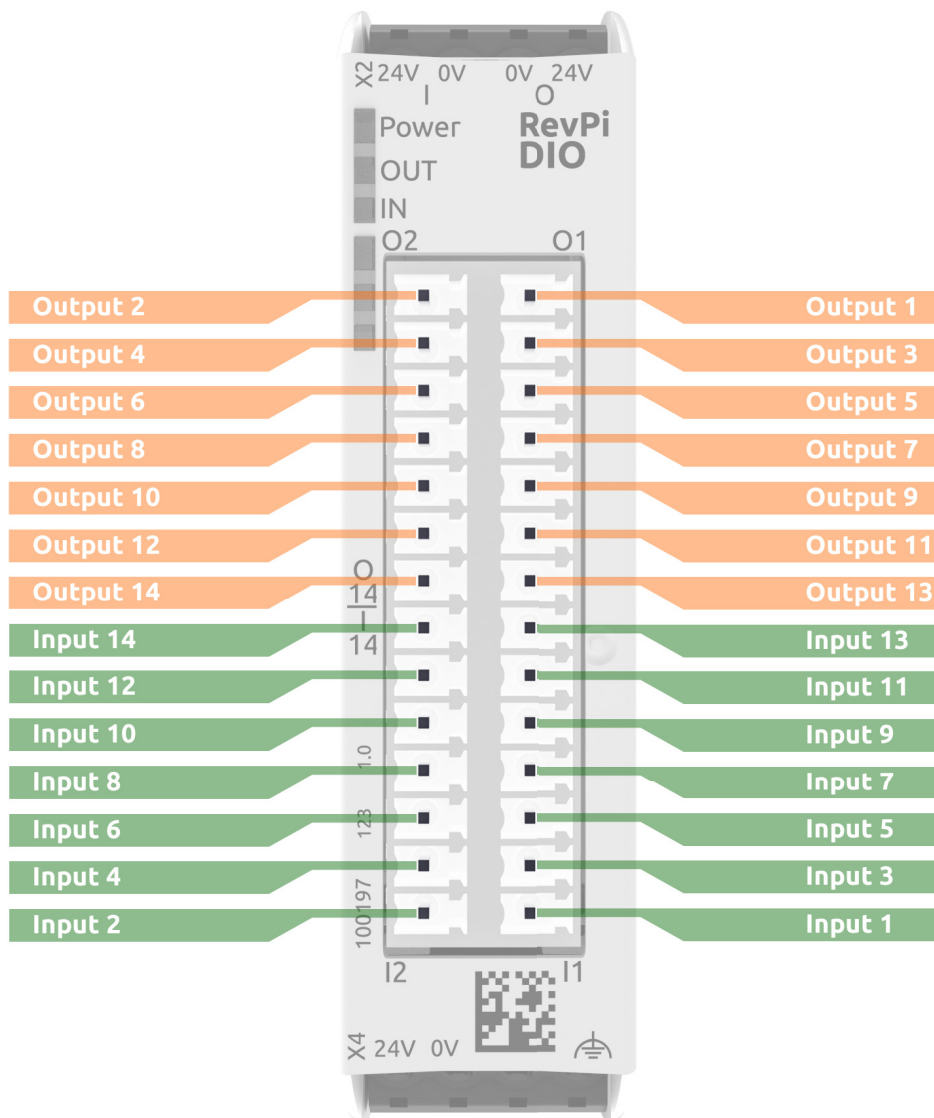 X2 24V 0V 0V 24V
I O
Power RevPi
OUT DIO
IN
O2 O1
Output 2 Output 1
Output 4 Output 3
Output 6 Output 5
Output 8 Output 7
Output 10 Output 9
Output 12 Output 11
O
Output 14 14 Output 13
I
Input 14 14 Input 13
Input 12 Input 11
Input 10 Input 9
1.0
Input 8 Input 7
123
Input 6 Input 5
Input 4 Input 3
100197
Input 2 Input 1
I2 I1
X4 24V 0V